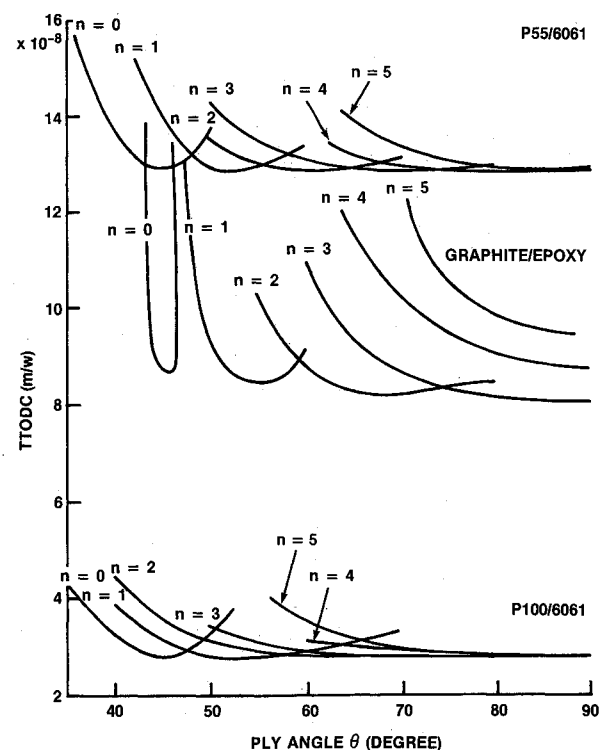 16
x 10⁻⁸
n = 0
n = 1
P55/6061
n = 3
n = 4
n = 5
14
n = 2
12
n = 0
n = 1
n = 4
n = 5
n = 3
GRAPHITE/EPOXY
n = 2
10
8
TTODC (m/w)
6
n = 5
n = 0
n = 2
n = 4
4
n = 1
n = 3
P100/6061
2
40
50
60
70
80
90
PLY ANGLE θ (DEGREE)